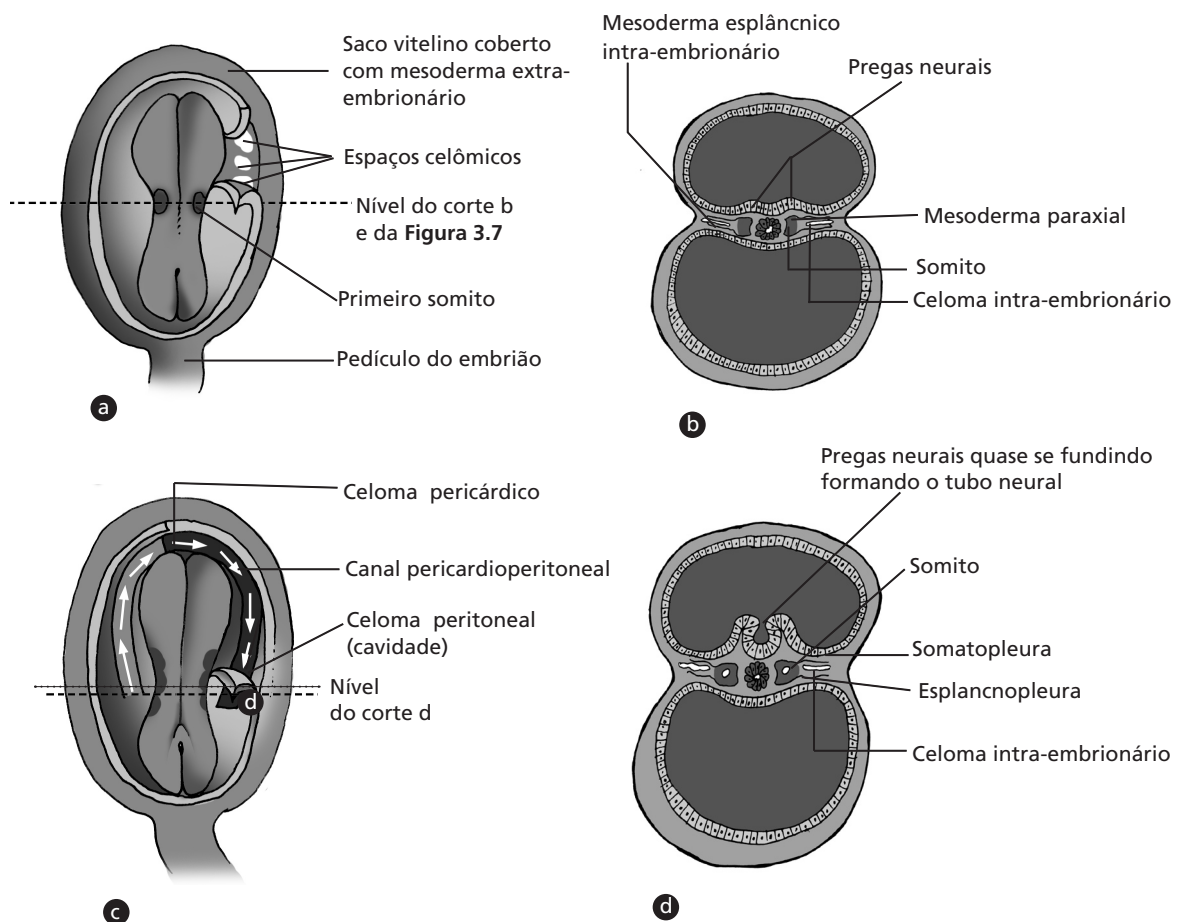 Saco vitelino coberto
com mesoderma extra-
embrionário
Espaços celômicos
Nível do corte b
e da Figura 3.7
Primeiro somito
Pedículo do embrião
a
Mesoderma esplâncnico
intra-embrionário
Pregas neurais
Mesoderma paraxial
Somito
Celoma intra-embrionário
b
Celoma pericárdico
Canal pericardioperitoneal
Celoma peritoneal
(cavidade)
d
Nível
do corte d
c
Pregas neurais quase se fundindo
formando o tubo neural
Somito
Somatopleura
Esplancnopleura
Celoma intra-embrionário
d